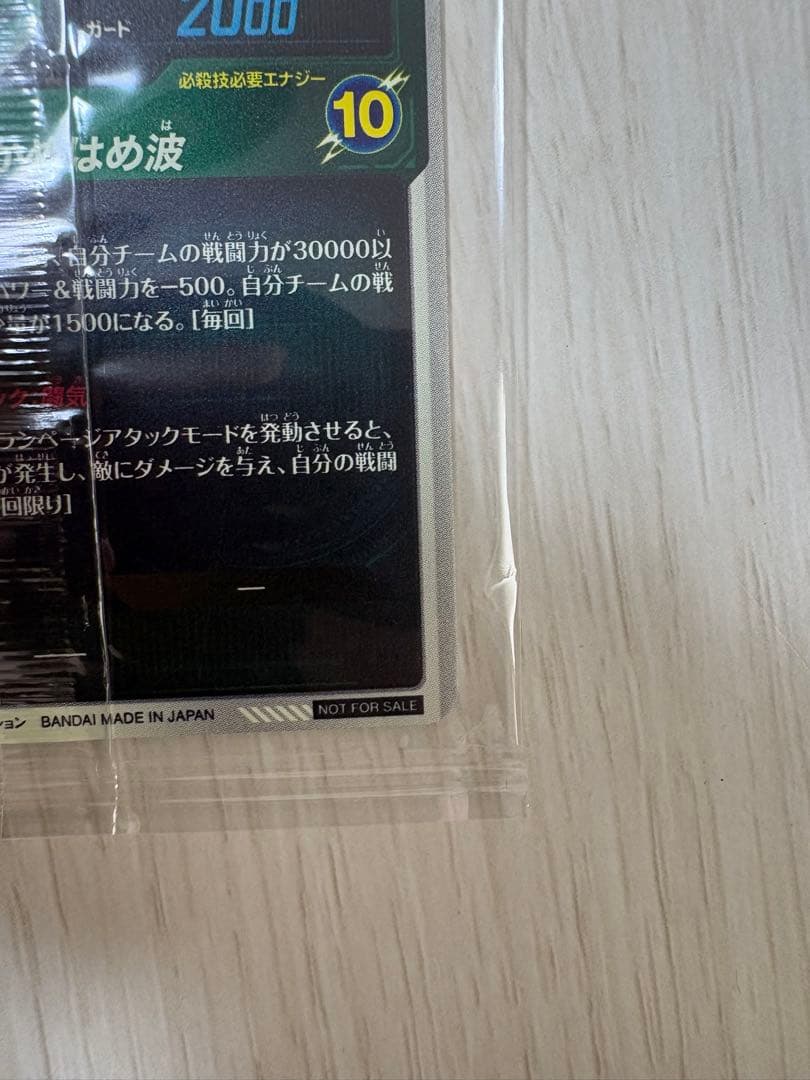 ガード 2000
必殺技必要エナジー
10
はめ波
自分チームの戦闘力が30000以
&戦闘力を-500。自分チームの戦
が1500になる。[毎回]
闘気
ランページアタックモードを発動させると、
が発生し、敵にダメージを与え、自分の戦闘
回限り]
ション BANDAI MADE IN JAPAN
NOT FOR SALE